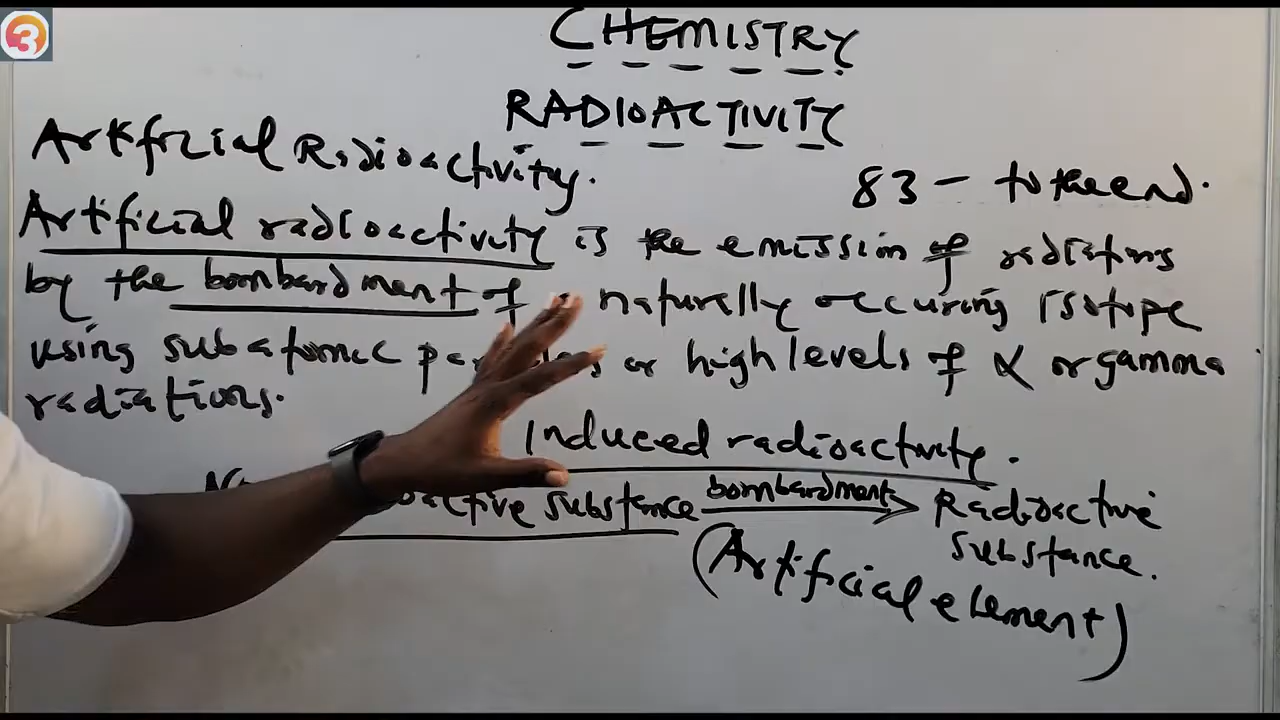 3
CHEMISTRY
RADIOACTIVITY
Artificial Radioactivity.
83 - to the end.
Artificial radioactivity is the emission of radiations
by the bombardment of naturally occuring isotope
using subatomic or high levels of α or gamma
radiations.
Induced radioactivity.
substance bombardment Radioactive
substance.
(Artificial element)